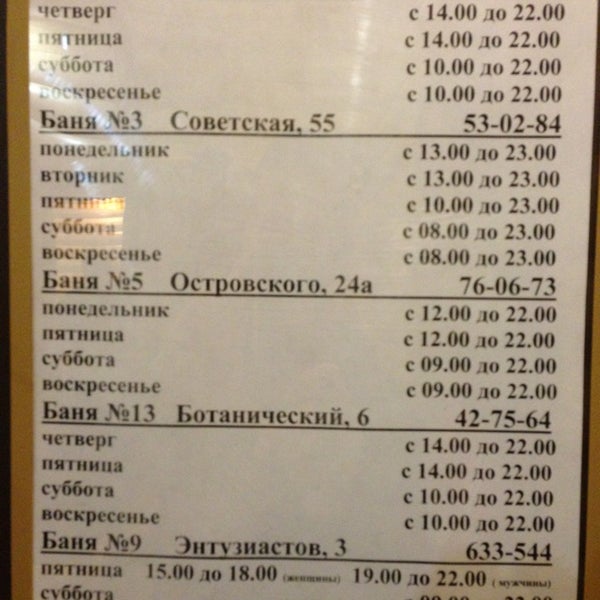 четверг с 14.00 до 22.00
пятница с 14.00 до 22.00
суббота с 10.00 до 22.00
воскресенье с 10.00 до 22.00
Баня №3 Советская, 55 53-02-84
понедельник с 13.00 до 23.00
вторник с 13.00 до 23.00
пятница с 10.00 до 23.00
суббота с 08.00 до 23.00
воскресенье с 08.00 до 23.00
Баня №5 Островского, 24а 76-06-73
понедельник с 12.00 до 22.00
пятница с 12.00 до 22.00
суббота с 09.00 до 22.00
воскресенье с 09.00 до 22.00
Баня №13 Ботанический, 6 42-75-64
четверг с 14.00 до 22.00
пятница с 14.00 до 22.00
суббота с 10.00 до 22.00
воскресенье с 10.00 до 22.00
Баня №9 Энтузиастов, 3 633-544
пятница 15.00 до 18.00 (женщины) 19.00 до 22.00 (мужчины)
суббота